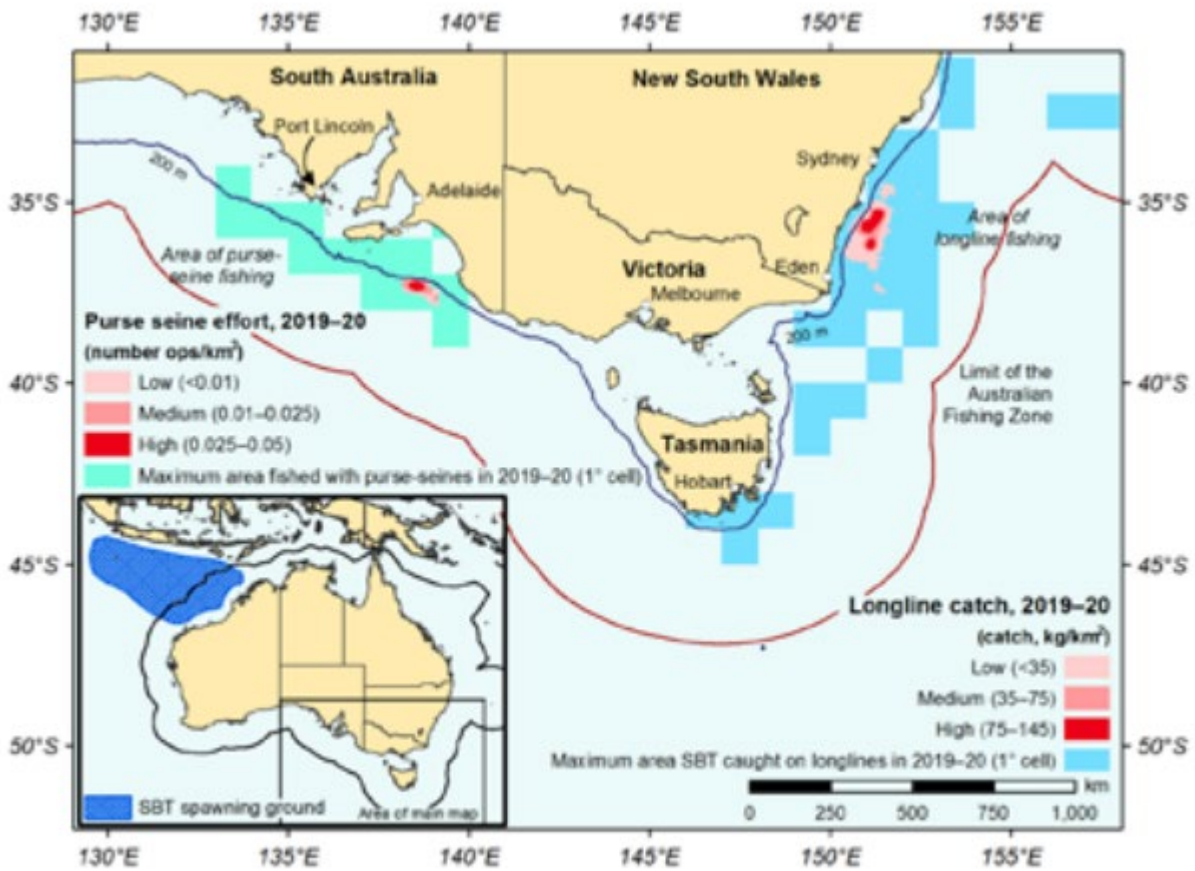 130°E 135°E 140°E 145°E 150°E 155°E
South Australia
New South Wales
Port Lincoln
200 m
Sydney
35°S
Adelaide
35°S
Area of purse-
seine fishing
Area of
longline fishing
Victoria
Eden
Melbourne
200 m
Purse seine effort, 2019–20
(number ops/km²)
Low (<0.01)
Medium (0.01–0.025)
High (0.025–0.05)
Maximum area fished with purse-seines in 2019–20 (1° cell)
40°S
Limit of the
Australian
Fishing Zone
40°S
Tasmania
Hobart
45°S
45°S
Longline catch, 2019–20
(catch, kg/km²)
Low (<35)
Medium (35–75)
High (75–145)
Maximum area SBT caught on longlines in 2019–20 (1° cell)
50°S
50°S
SBT spawning ground
Area of main map
km
0 250 500 750 1,000
130°E 135°E 140°E 145°E 150°E 155°E